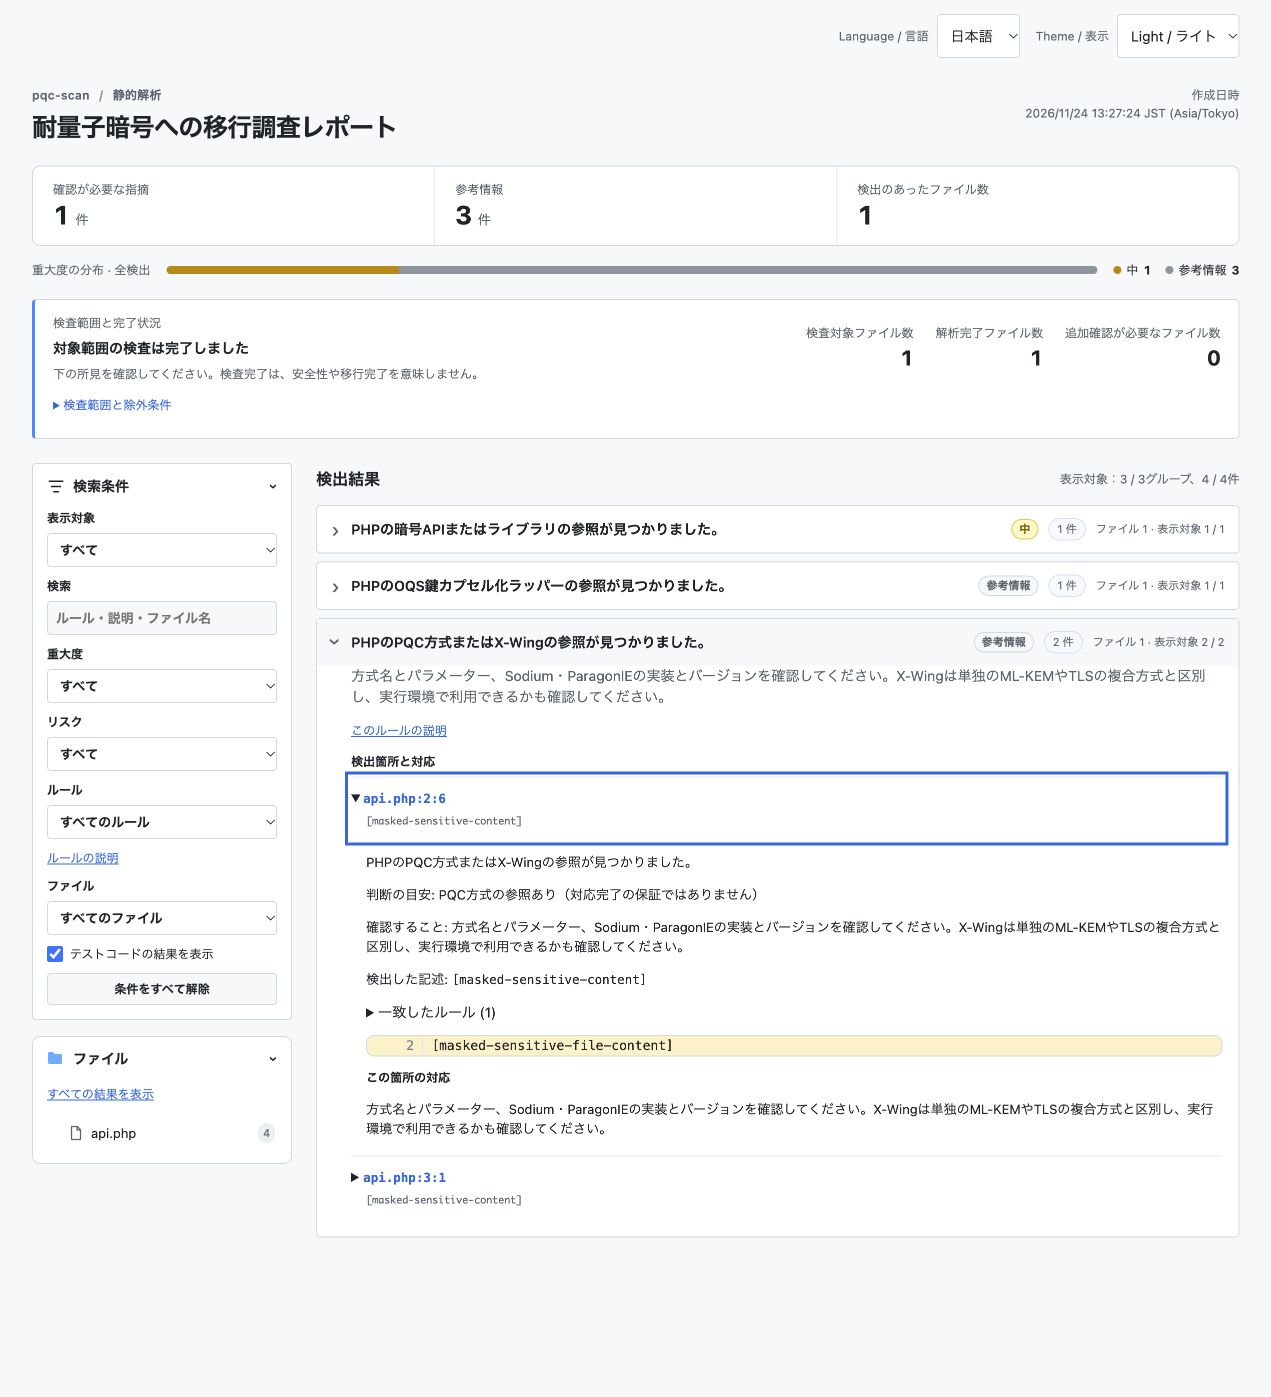 Language / 言語
日本語
Theme / 表示
Light / ライト
pqc-scan / 静的解析
耐量子暗号への移行調査レポート
作成日時
2026/11/24 13:27:24 JST (Asia/Tokyo)
確認が必要な指摘
1 件
参考情報
3 件
検出のあったファイル数
1
重大度の分布 · 全検出
中 1
参考情報 3
検査範囲と完了状況
対象範囲の検査は完了しました
下の所見を確認してください。検査完了は、安全性や移行完了を意味しません。
検査範囲と除外条件
検査対象ファイル数
1
解析完了ファイル数
1
追加確認が必要なファイル数
0
検索条件
表示対象
すべて
検索
ルール・説明・ファイル名
重大度
すべて
リスク
すべて
ルール
すべてのルール
ルールの説明
ファイル
すべてのファイル
テストコードの結果を表示
条件をすべて解除
ファイル
すべての結果を表示
api.php 4
検出結果
表示対象：3 / 3グループ、4 / 4件
PHPの暗号APIまたはライブラリの参照が見つかりました。
中 1 件 ファイル 1 · 表示対象 1 / 1
PHPのOQS鍵カプセル化ラッパーの参照が見つかりました。
参考情報 1 件 ファイル 1 · 表示対象 1 / 1
PHPのPQC方式またはX-Wingの参照が見つかりました。
参考情報 2 件 ファイル 1 · 表示対象 2 / 2
方式名とパラメーター、Sodium・ParagonIEの実装とバージョンを確認してください。X-Wingは単独のML-KEMやTLSの複合方式と区別
し、実行環境で利用できるかも確認してください。
このルールの説明
検出箇所と対応
api.php:2:6
[masked-sensitive-content]
PHPのPQC方式またはX-Wingの参照が見つかりました。
判断の目安: PQC方式の参照あり（対応完了の保証ではありません）
確認すること: 方式名とパラメーター、Sodium・ParagonIEの実装とバージョンを確認してください。X-Wingは単独のML-KEMやTLSの複合方式と
区別し、実行環境で利用できるかも確認してください。
検出した記述: [masked-sensitive-content]
一致したルール (1)
2 [masked-sensitive-file-content]
この箇所の対応
方式名とパラメーター、Sodium・ParagonIEの実装とバージョンを確認してください。X-Wingは単独のML-KEMやTLSの複合方式と区別し、実行
環境で利用できるかも確認してください。
api.php:3:1
[masked-sensitive-content]